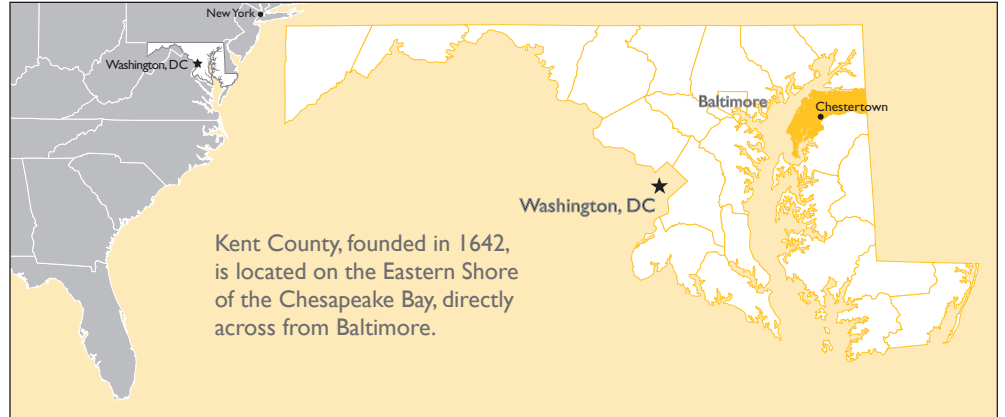 New York
Washington, DC
Baltimore
Chestertown
Washington, DC
Kent County, founded in 1642,
is located on the Eastern Shore
of the Chesapeake Bay, directly
across from Baltimore.